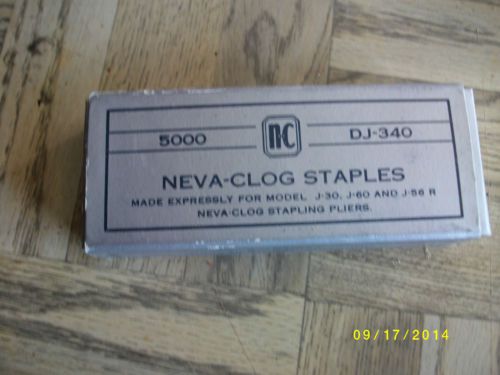 5000 NC DJ-340
NEVA-CLOG STAPLES
MADE EXPRESSLY FOR MODEL J-30, J-60 AND J-56 R
NEVA-CLOG STAPLING PLIERS.
09/17/2014